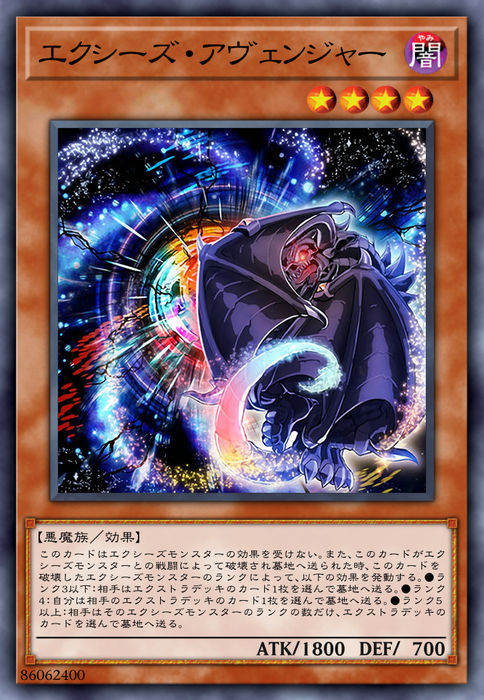 エクシーズ・アヴェンジャー
やみ
闇
【悪魔族／効果】
このカードはエクシーズモンスターの効果を受けない。また、このカードがエク
シーズモンスターとの戦闘によって破壊され墓地へ送られた時、このカードを
破壊したエクシーズモンスターのランクによって、以下の効果を発動する。●ラ
ンク3以下：相手はエクストラデッキのカード1枚を選んで墓地へ送る。●ランク
4：自分は相手のエクストラデッキのカード1枚を選んで墓地へ送る。●ランク5
以上：相手はそのエクシーズモンスターのランクの数だけ、エクストラデッキの
カードを選んで墓地へ送る。
ATK/1800 DEF/ 700
86062400